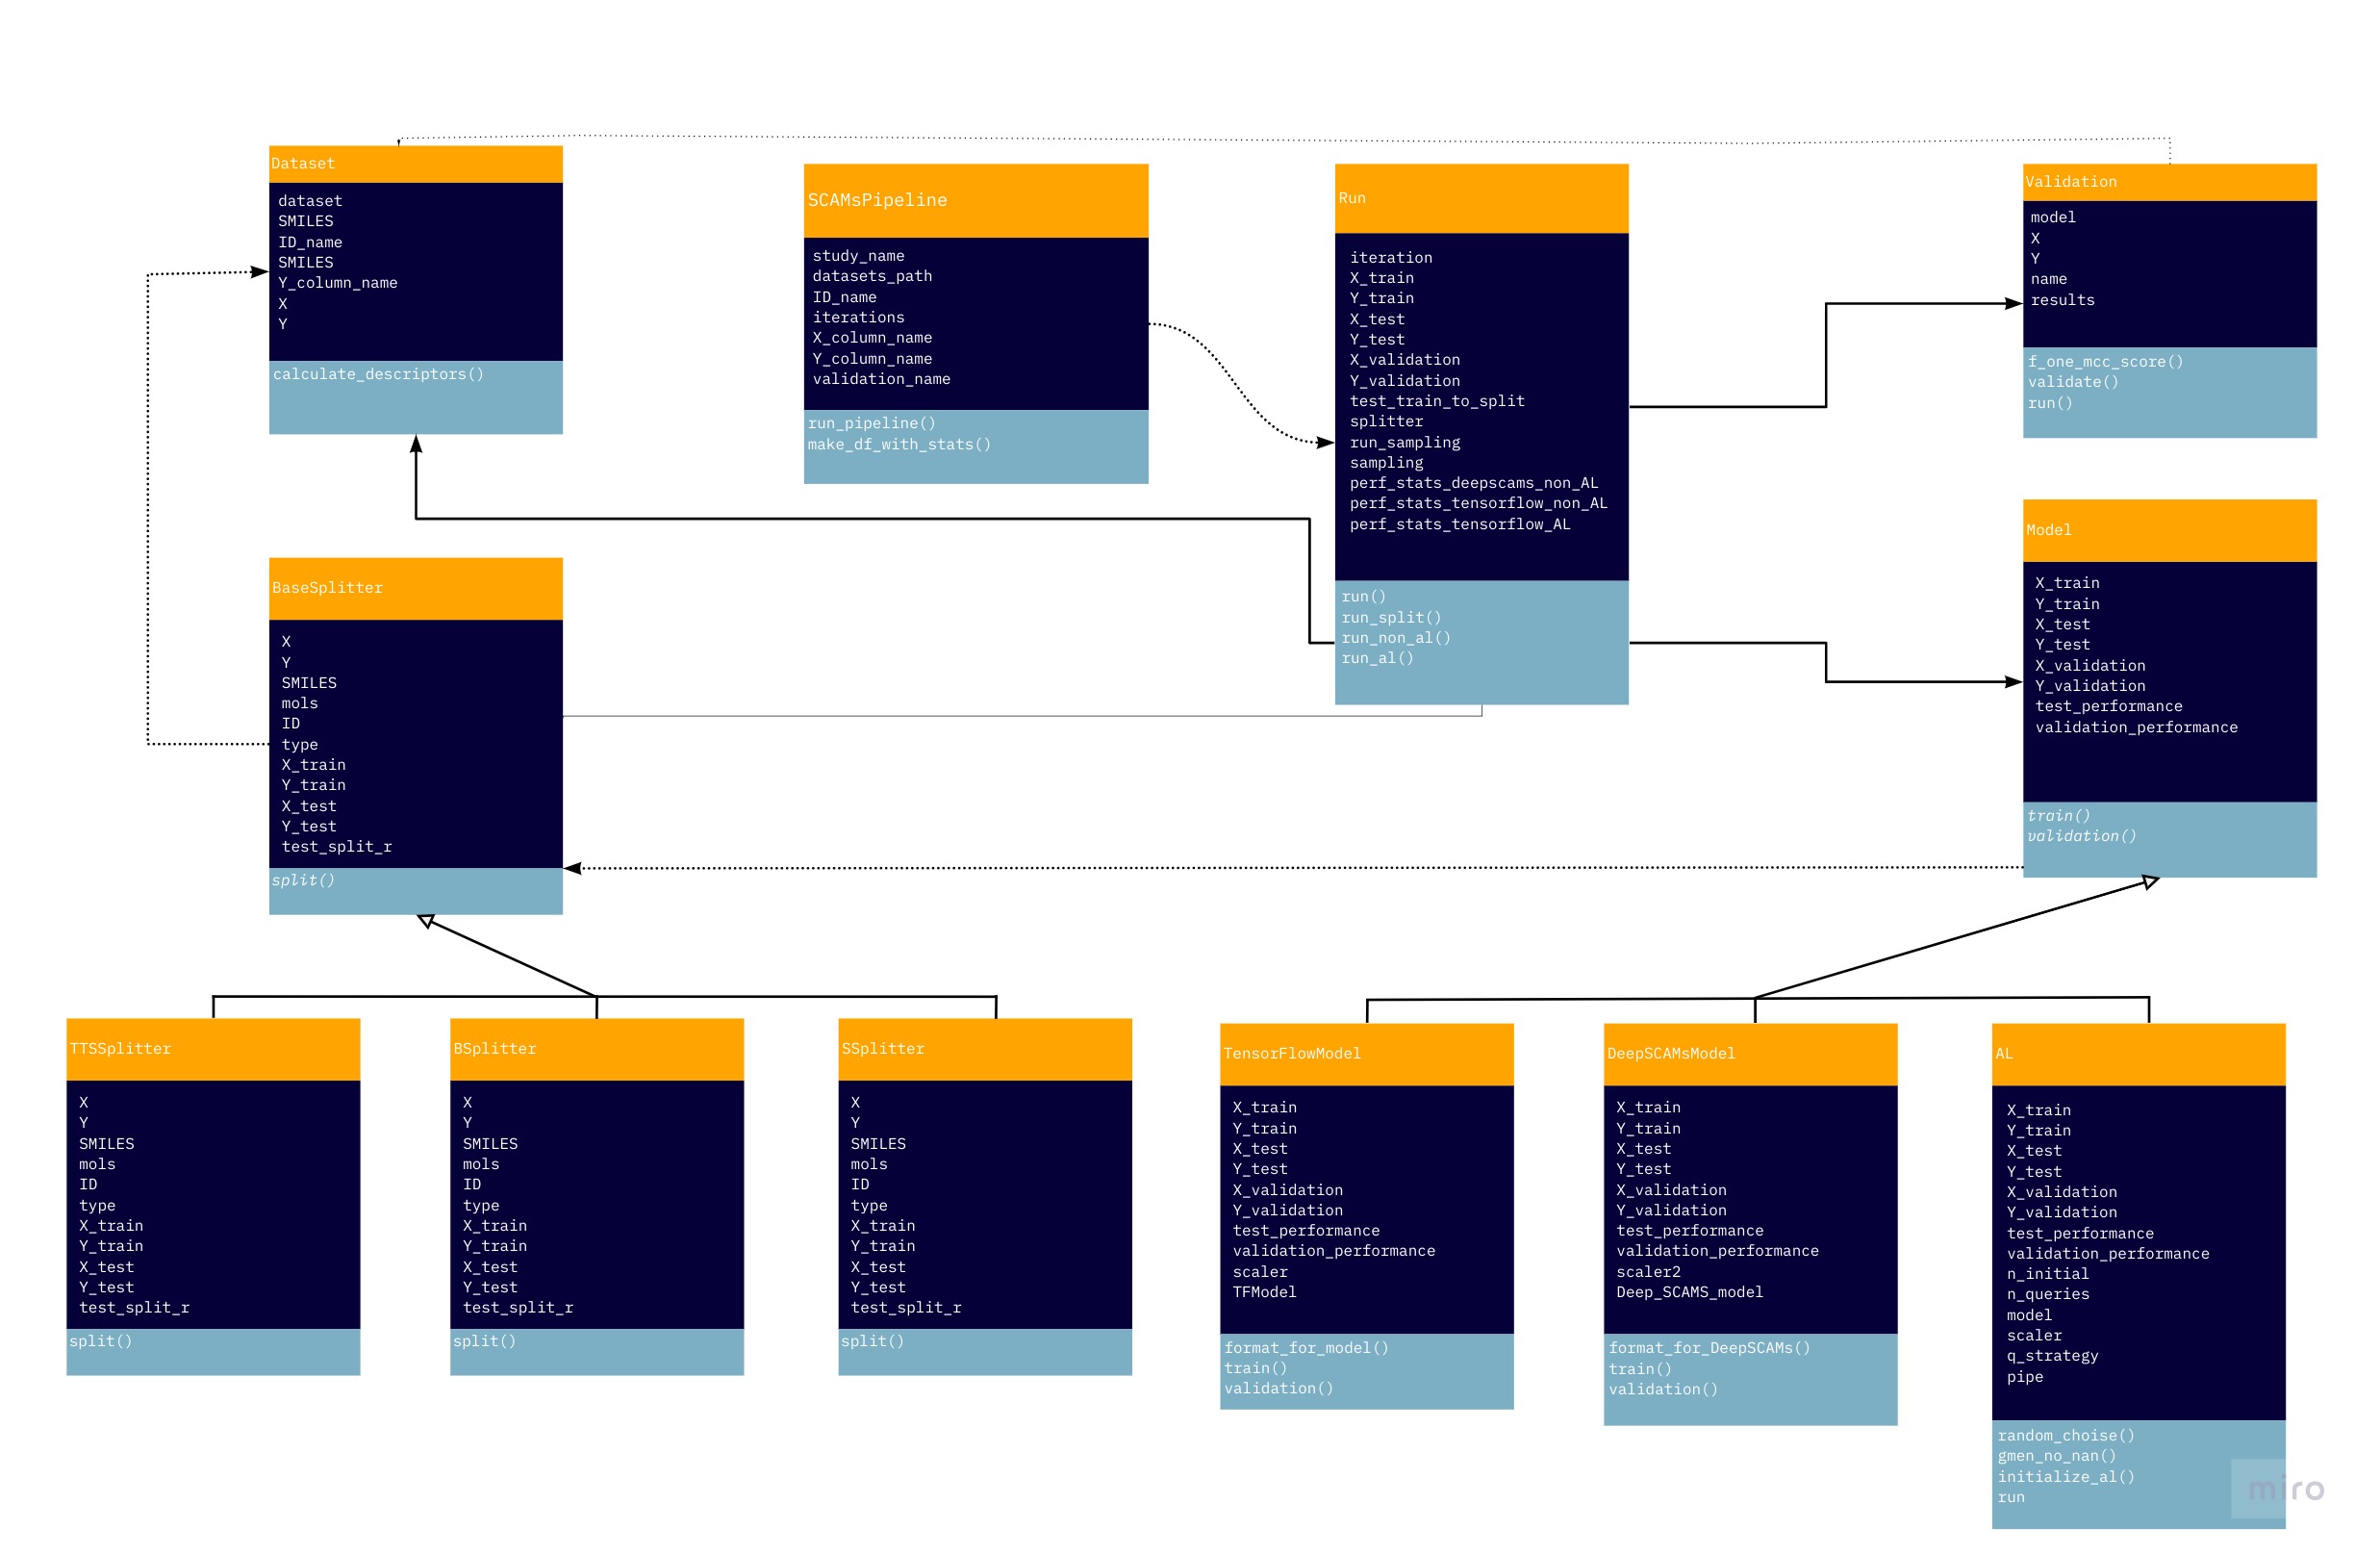 Dataset
dataset
SMILES
ID_name
SMILES
Y_column_name
X
Y
calculate_descriptors()
SCAMsPipeline
study_name
datasets_path
ID_name
iterations
X_column_name
Y_column_name
validation_name
run_pipeline()
make_df_with_stats()
Run
iteration
X_train
Y_train
X_test
Y_test
X_validation
Y_validation
test_train_to_split
splitter
run_sampling
sampling
perf_stats_deepscams_non_AL
perf_stats_tensorflow_non_AL
perf_stats_tensorflow_AL
run()
run_split()
run_non_al()
run_al()
Validation
model
X
Y
name
results
f_one_mcc_score()
validate()
run()
BaseSplitter
X
Y
SMILES
mols
ID
type
X_train
Y_train
X_test
Y_test
test_split_r
split()
Model
X_train
Y_train
X_test
Y_test
X_validation
Y_validation
test_performance
validation_performance
train()
validation()
TTSSplitter
X
Y
SMILES
mols
ID
type
X_train
Y_train
X_test
Y_test
test_split_r
split()
BSplitter
X
Y
SMILES
mols
ID
type
X_train
Y_train
X_test
Y_test
test_split_r
split()
SSplitter
X
Y
SMILES
mols
ID
type
X_train
Y_train
X_test
Y_test
test_split_r
split()
TensorFlowModel
X_train
Y_train
X_test
Y_test
X_validation
Y_validation
test_performance
validation_performance
scaler
TFModel
format_for_model()
train()
validation()
DeepSCAMsModel
X_train
Y_train
X_test
Y_test
X_validation
Y_validation
test_performance
validation_performance
scaler2
Deep_SCAMS_model
format_for_DeepSCAMs()
train()
validation()
AL
X_train
Y_train
X_test
Y_test
X_validation
Y_validation
test_performance
validation_performance
n_initial
n_queries
model
scaler
q_strategy
pipe
random_choise()
gmen_no_nan()
initialize_al()
run
miro